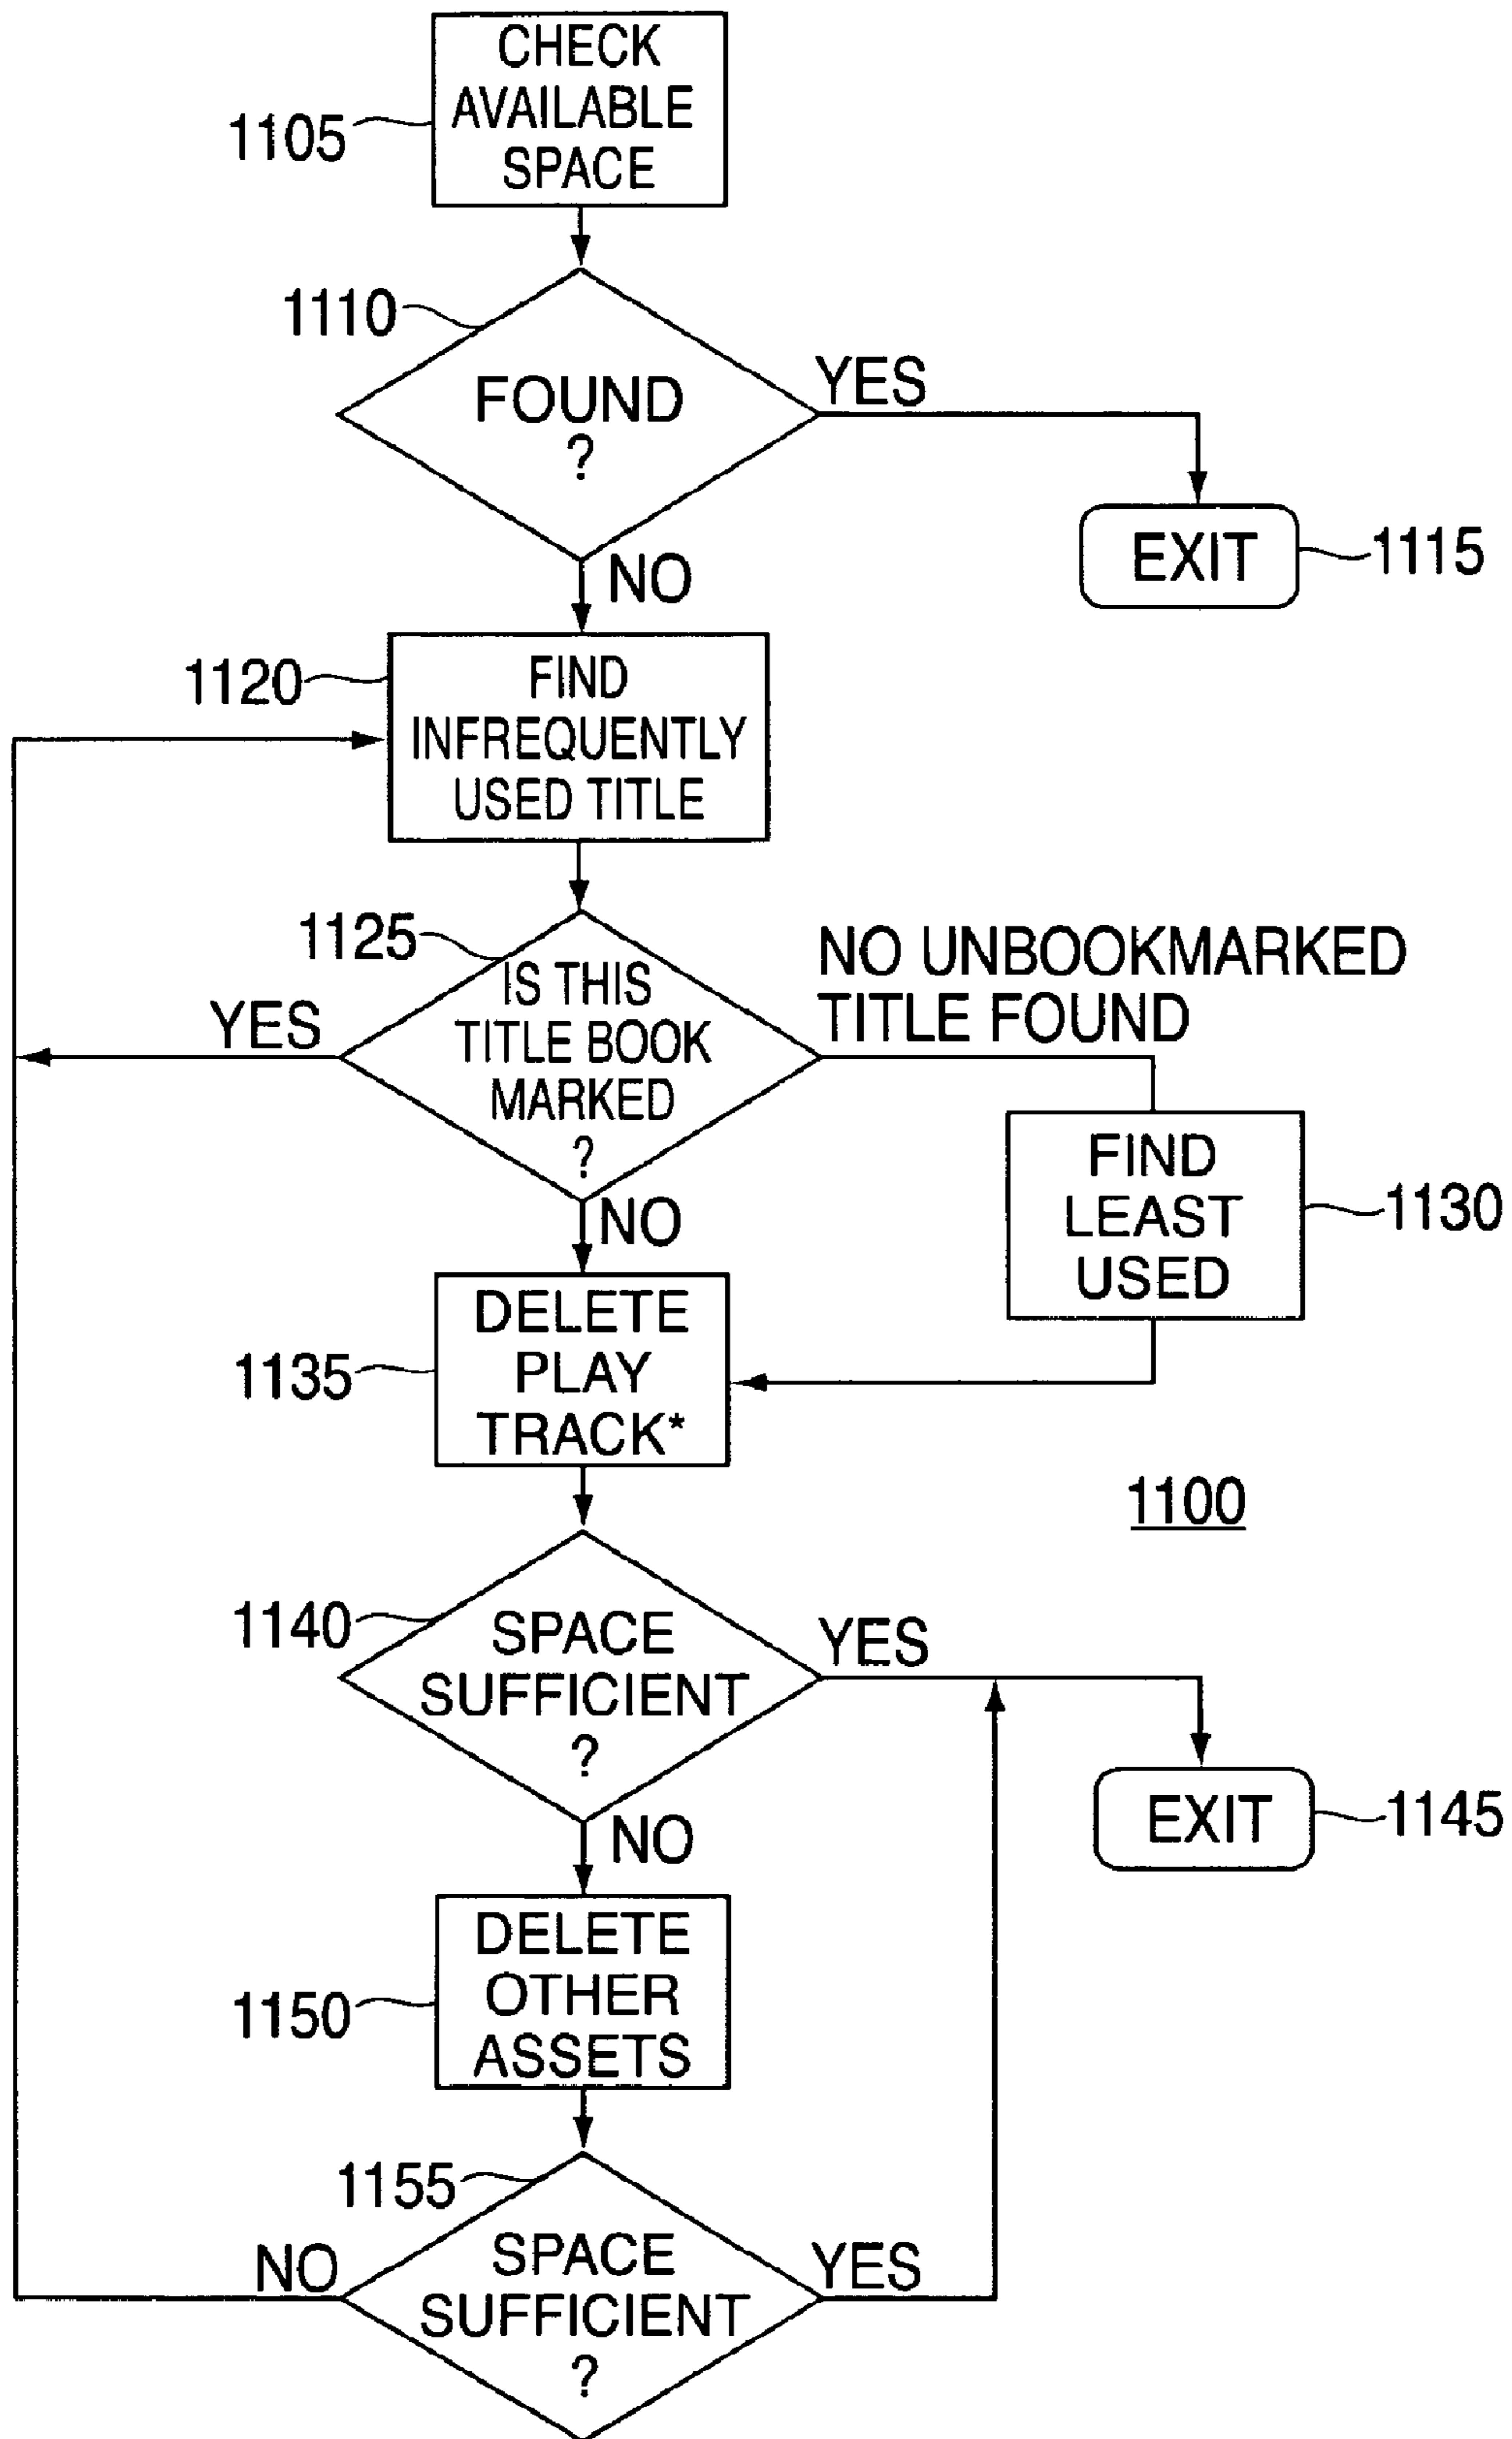 CHECK
AVAILABLE
SPACE
1105
1110
FOUND
?
YES
EXIT
1115
NO
1120
FIND
INFREQUENTLY
USED TITLE
1125
IS THIS
TITLE BOOK
MARKED
?
YES
NO UNBOOKMARKED
TITLE FOUND
FIND
LEAST
USED
1130
NO
DELETE
PLAY
TRACK*
1135
1100
1140
SPACE
SUFFICIENT
?
YES
EXIT
1145
NO
DELETE
OTHER
ASSETS
1150
1155
SPACE
SUFFICIENT
?
NO
YES